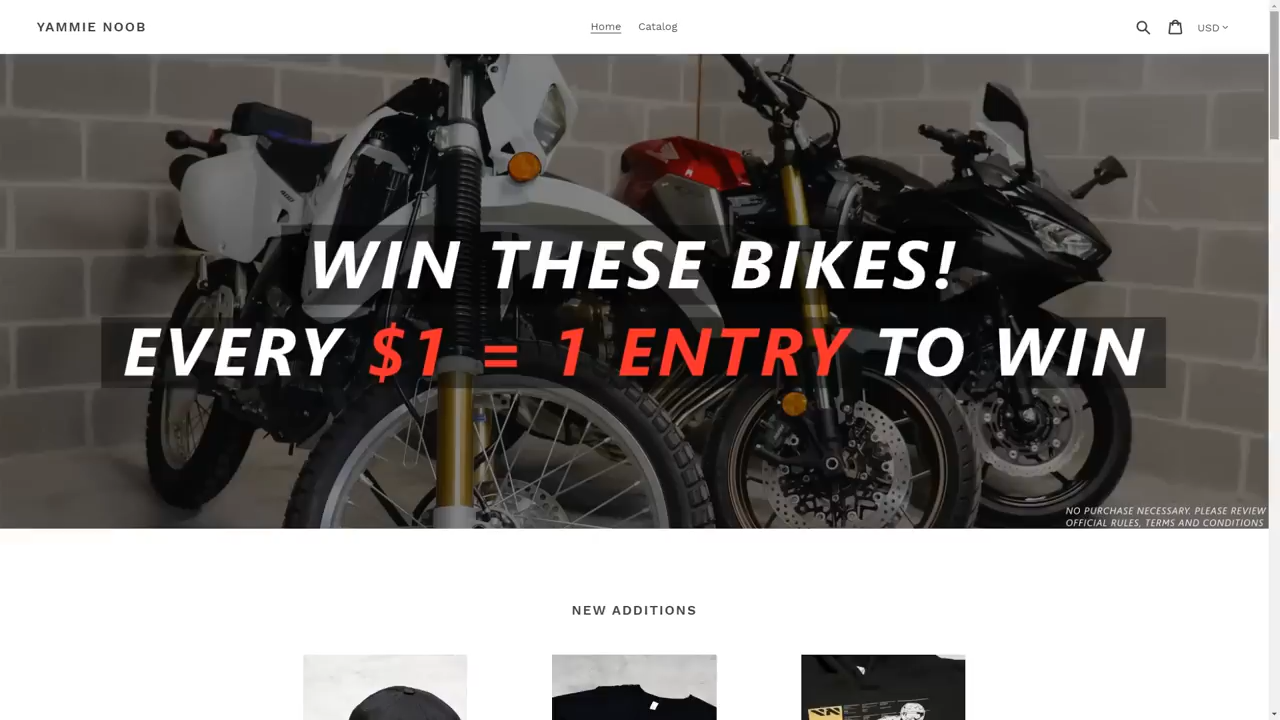 YAMMIE NOOB
Home Catalog
USD
WIN THESE BIKES!
EVERY $1 = 1 ENTRY TO WIN
NO PURCHASE NECESSARY. PLEASE REVIEW
OFFICIAL RULES, TERMS AND CONDITIONS
NEW ADDITIONS